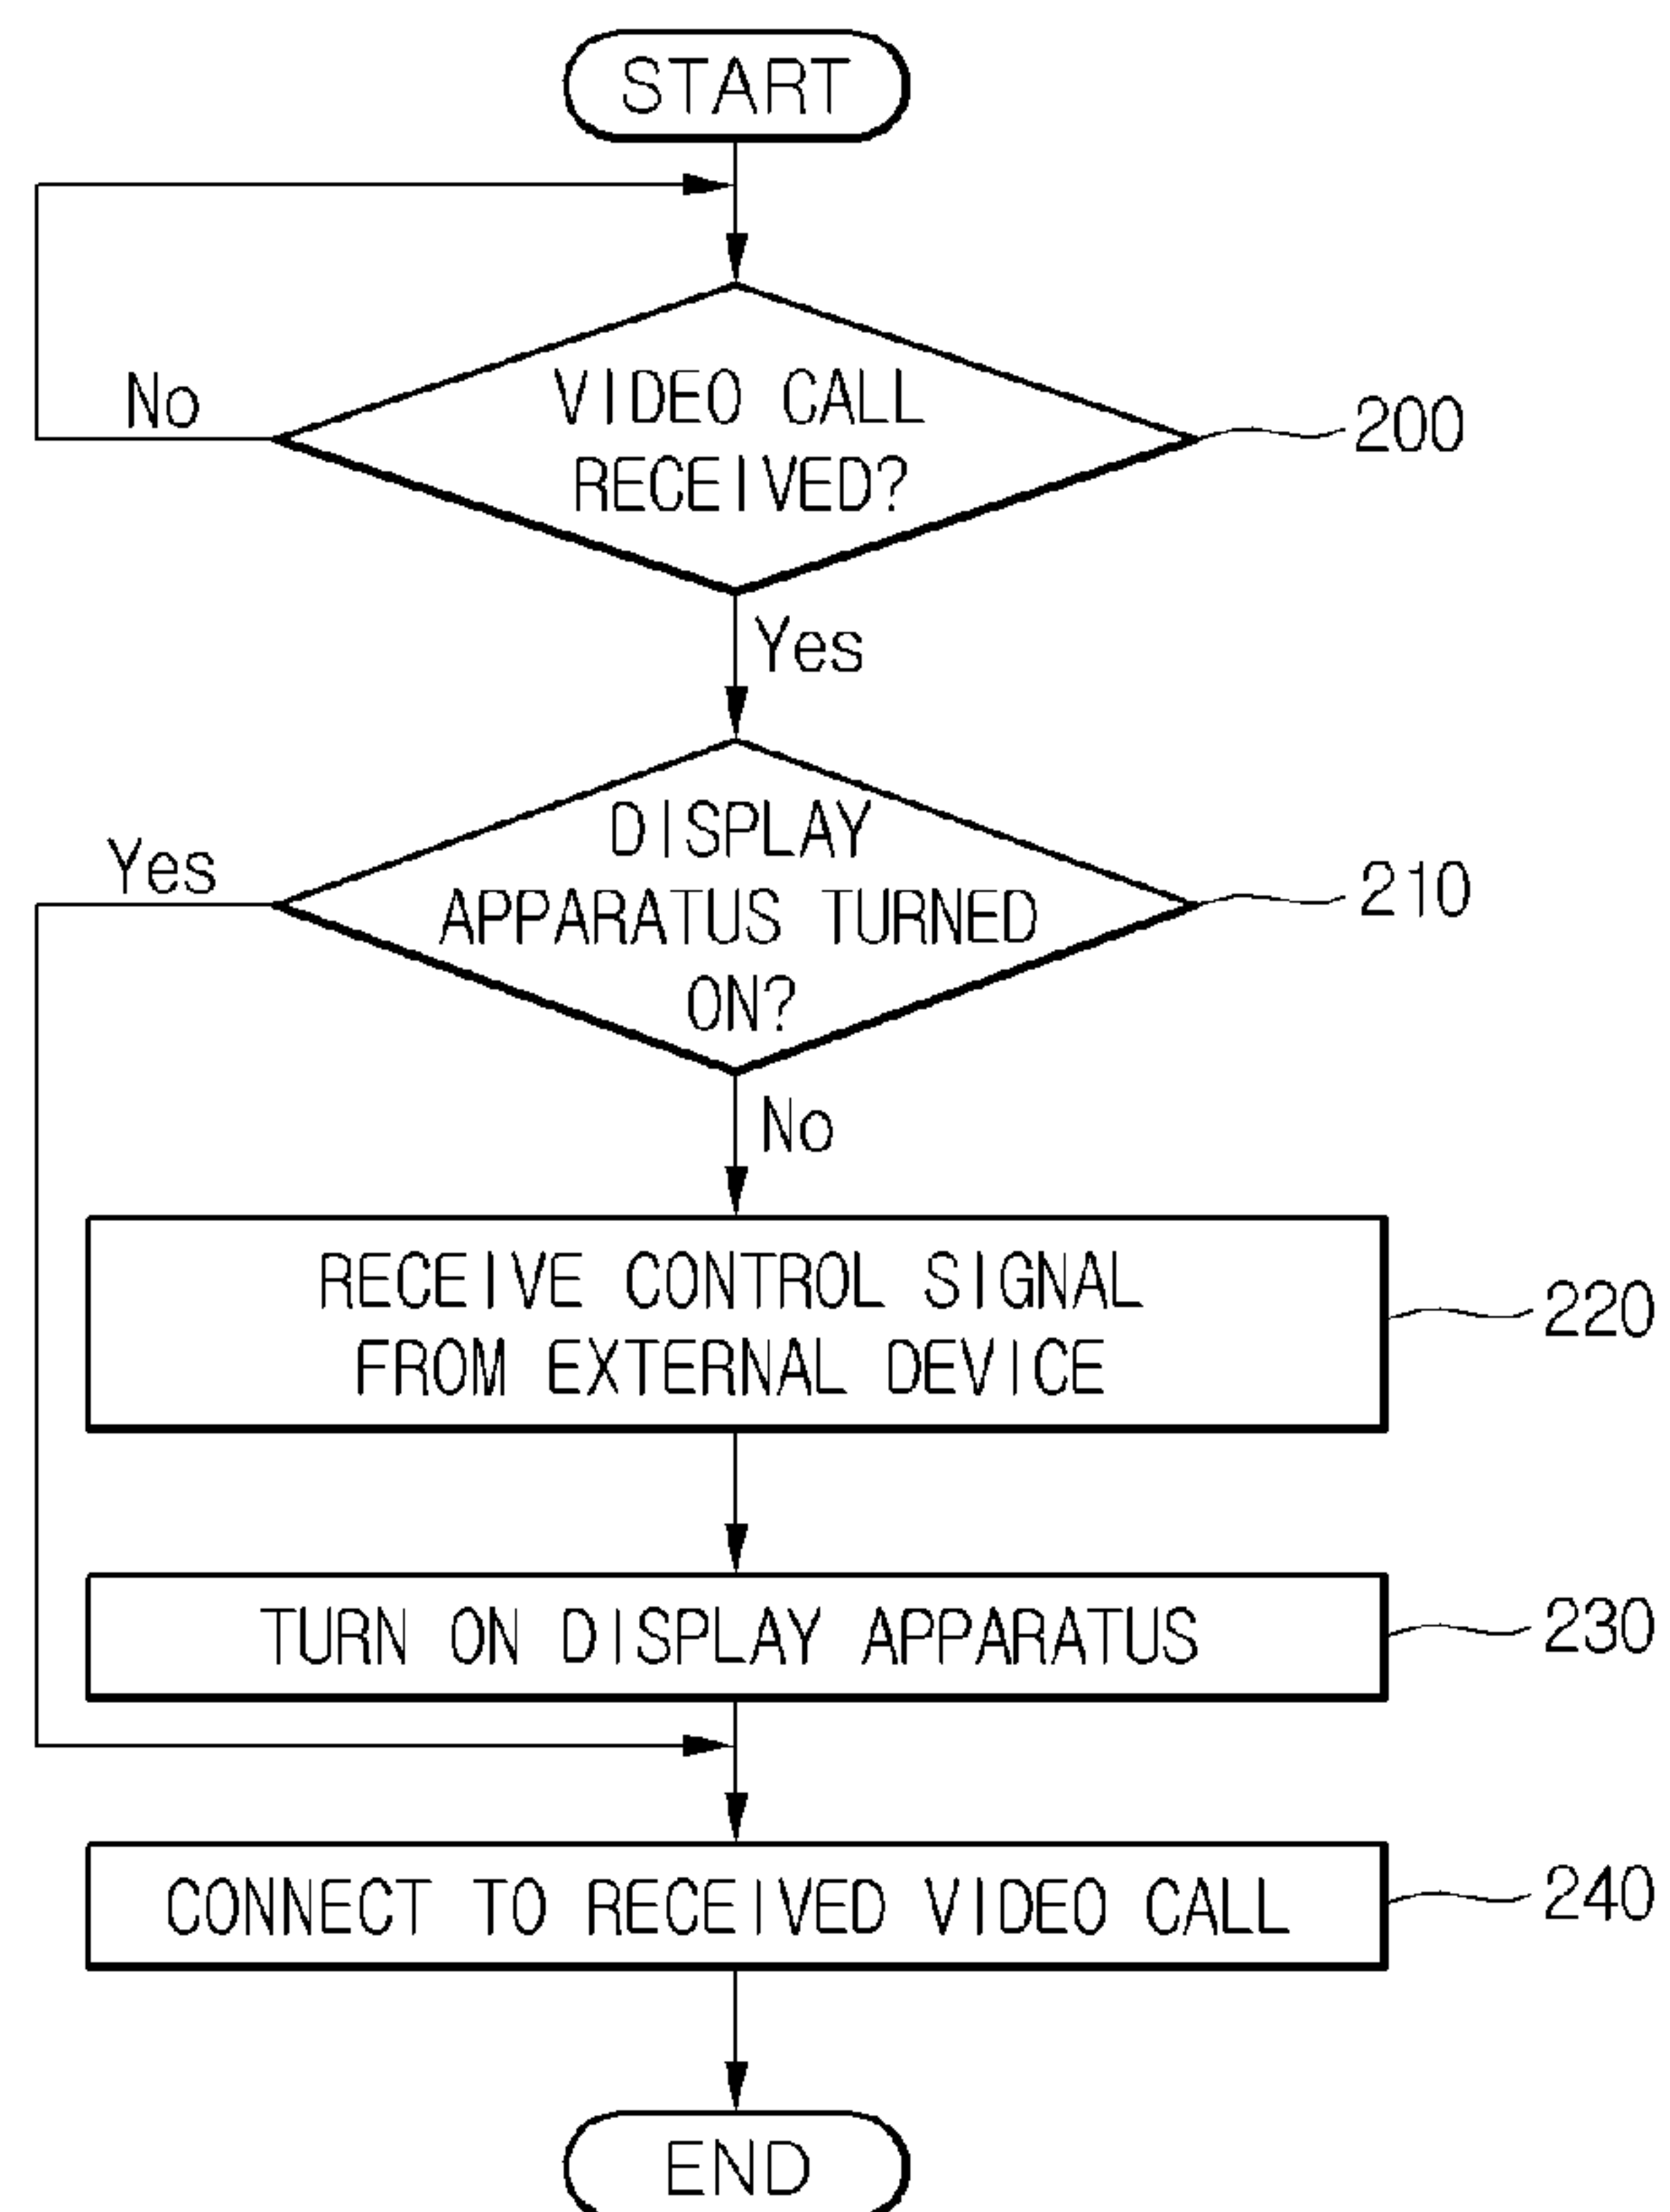 START
No
VIDEO CALL
RECEIVED?
200
Yes
DISPLAY
APPARATUS TURNED
ON?
Yes
210
No
RECEIVE CONTROL SIGNAL
FROM EXTERNAL DEVICE
220
TURN ON DISPLAY APPARATUS
230
CONNECT TO RECEIVED VIDEO CALL
240
END